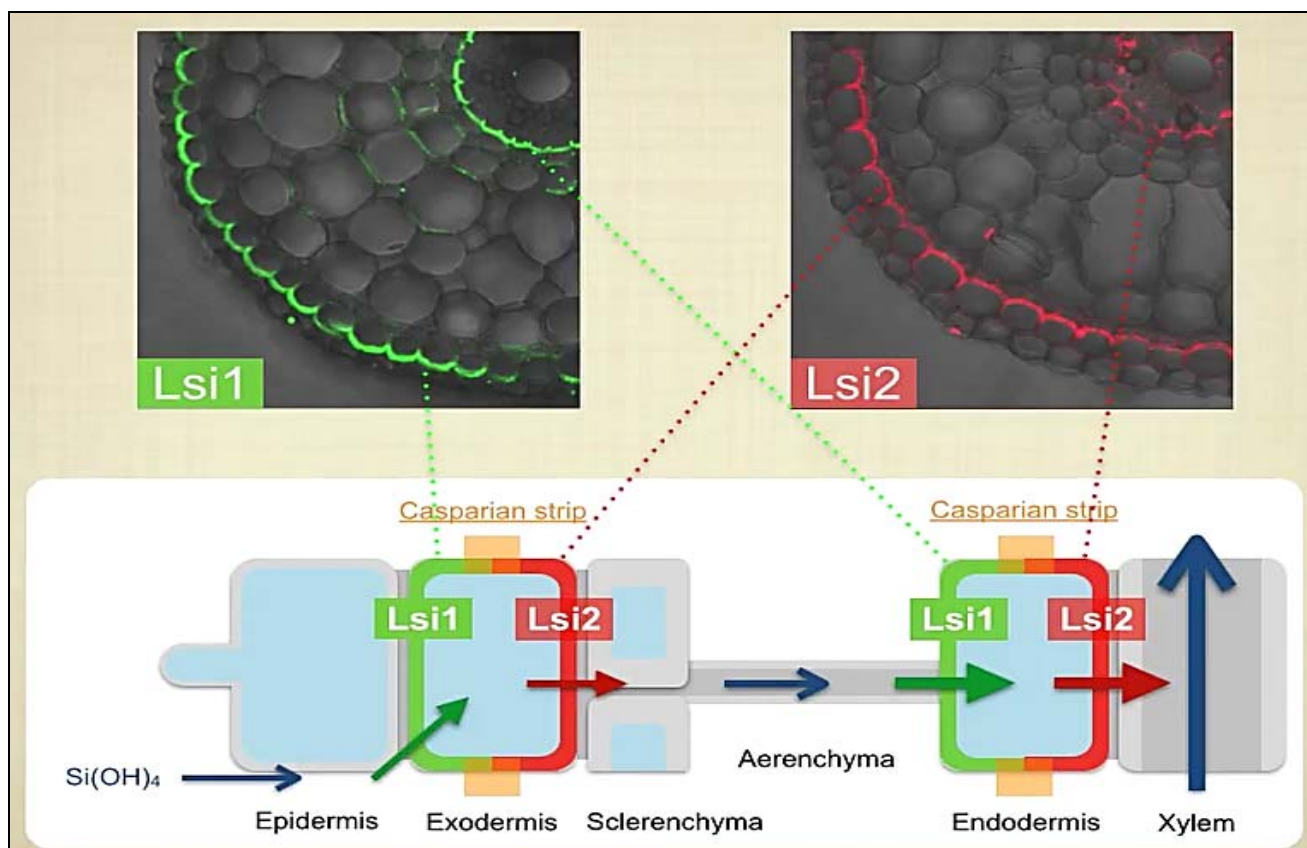 Lsi1
Lsi2
Casparian strip
Casparian strip
Lsi1
Lsi2
Lsi1
Lsi2
Aerenchyma
Si(OH)₄
Epidermis
Exodermis
Sclerenchyma
Endodermis
Xylem